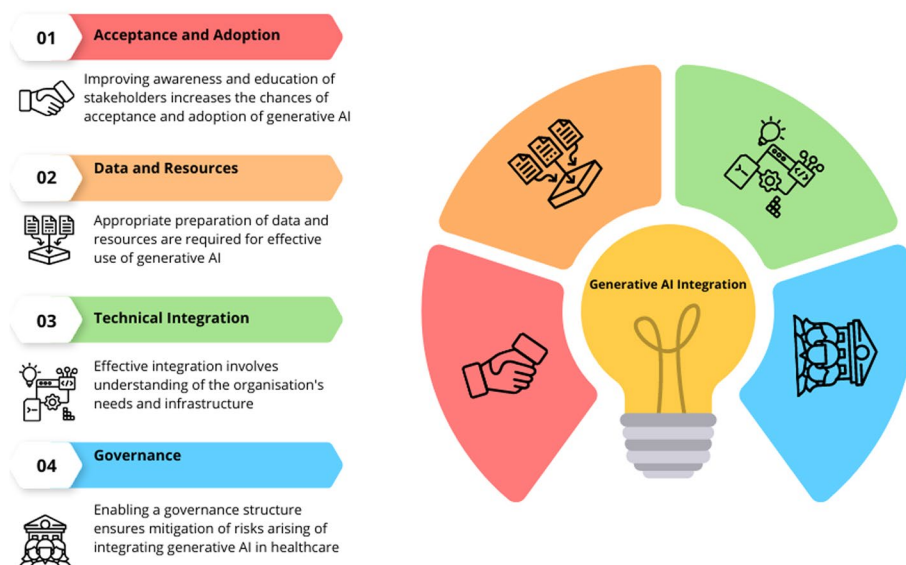 01
Acceptance and Adoption
Improving awareness and education of
stakeholders increases the chances of
acceptance and adoption of generative AI
02
Data and Resources
Appropriate preparation of data and
resources are required for effective
use of generative AI
03
Technical Integration
Effective integration involves
understanding of the organisation's
needs and infrastructure
04
Governance
Enabling a governance structure
ensures mitigation of risks arising of
integrating generative AI in healthcare
Generative AI Integration